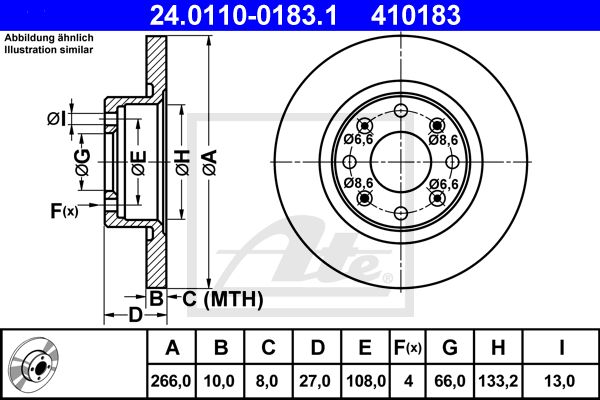 24.0110-0183.1 410183
Abbildung ähnlich
Illustration similar
ØI
ØG
ØE
ØH
ØA
F(x)
B
C (MTH)
D
Ø6,6
Ø8,6
Ø8,6
Ø6,6
Ate
A B C D E F(x) G H I
266,0 10,0 8,0 27,0 108,0 4 66,0 133,2 13,0